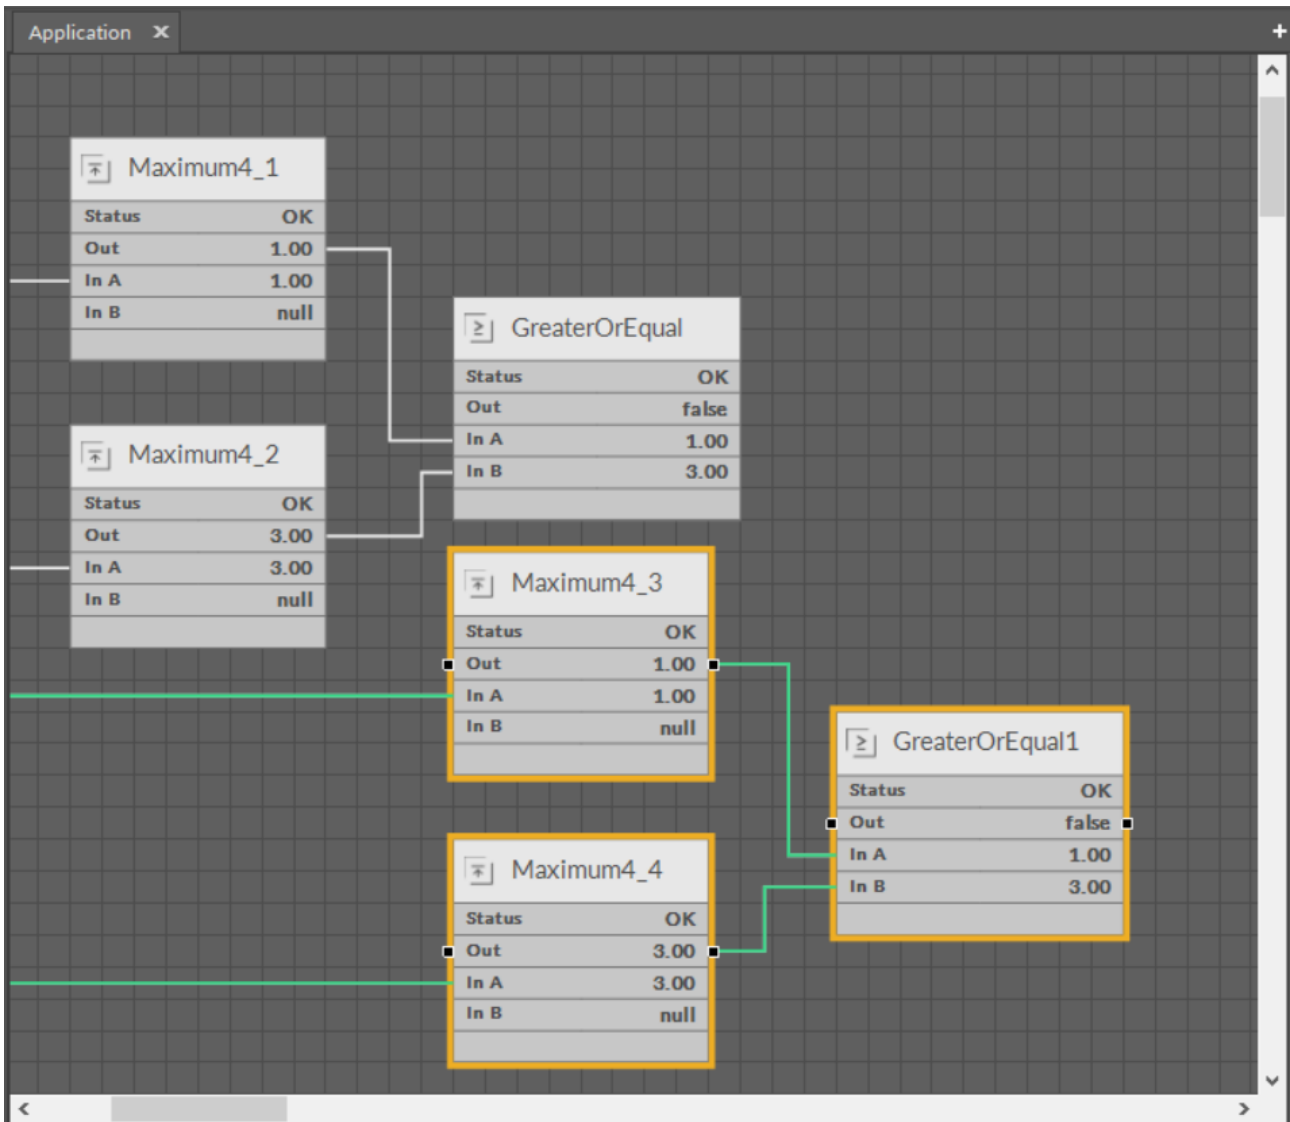 Application
Maximum4_1
Status OK
Out 1.00
In A 1.00
In B null
GreaterOrEqual
Status OK
Out false
In A 1.00
In B 3.00
Maximum4_2
Status OK
Out 3.00
In A 3.00
In B null
Maximum4_3
Status OK
Out 1.00
In A 1.00
In B null
GreaterOrEqual1
Status OK
Out false
In A 1.00
In B 3.00
Maximum4_4
Status OK
Out 3.00
In A 3.00
In B null